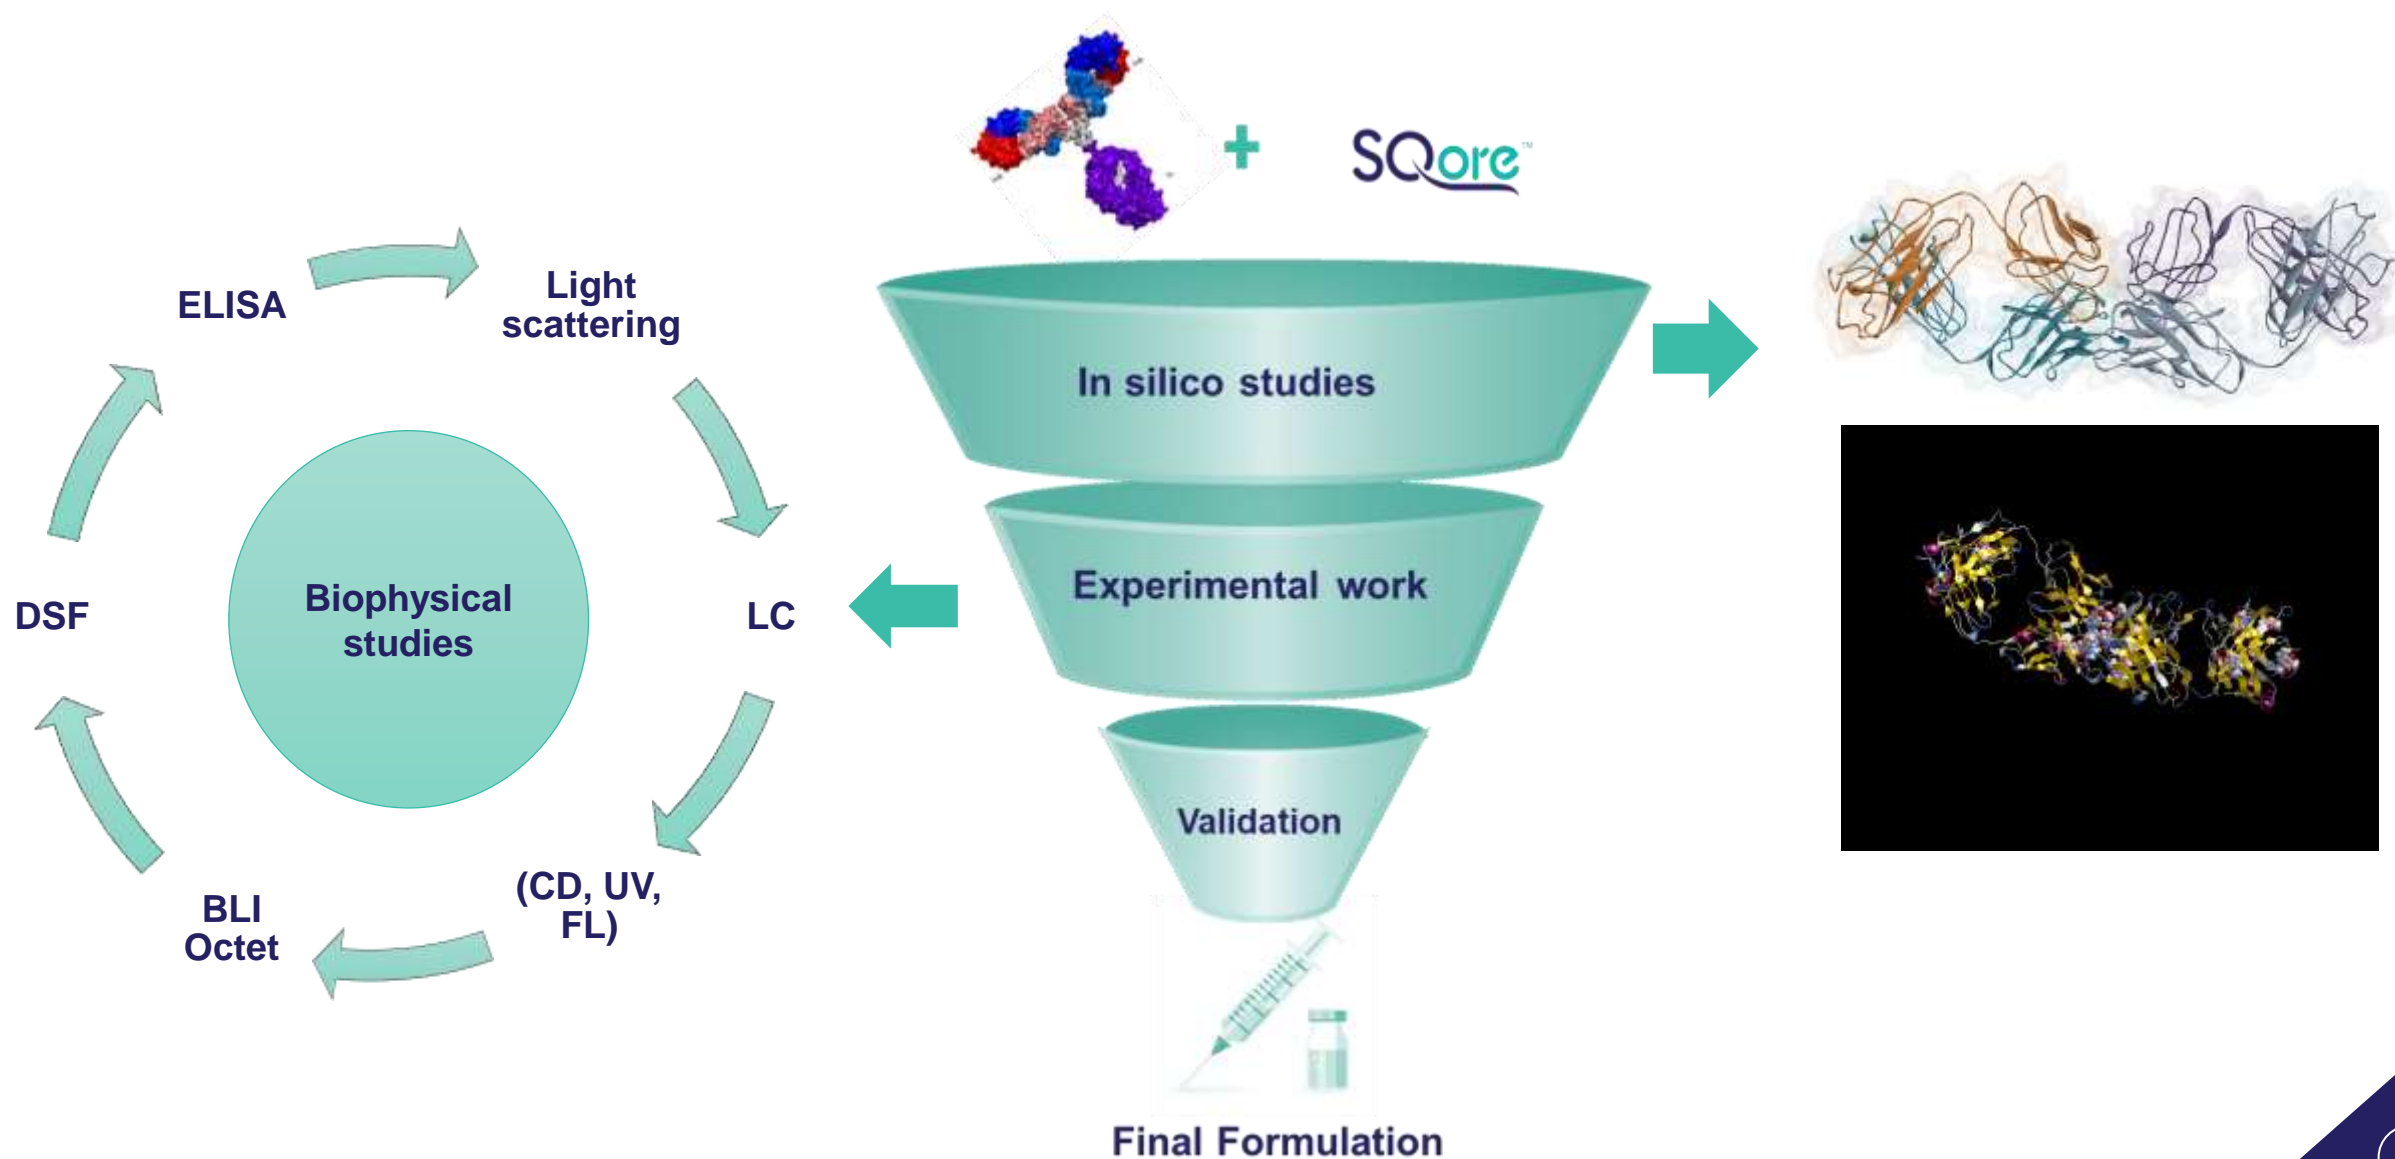 SQore™
ELISA
Light
scattering
In silico studies
Biophysical
studies
DSF
LC
Experimental work
Validation
(CD, UV,
FL)
BLI
Octet
Final Formulation